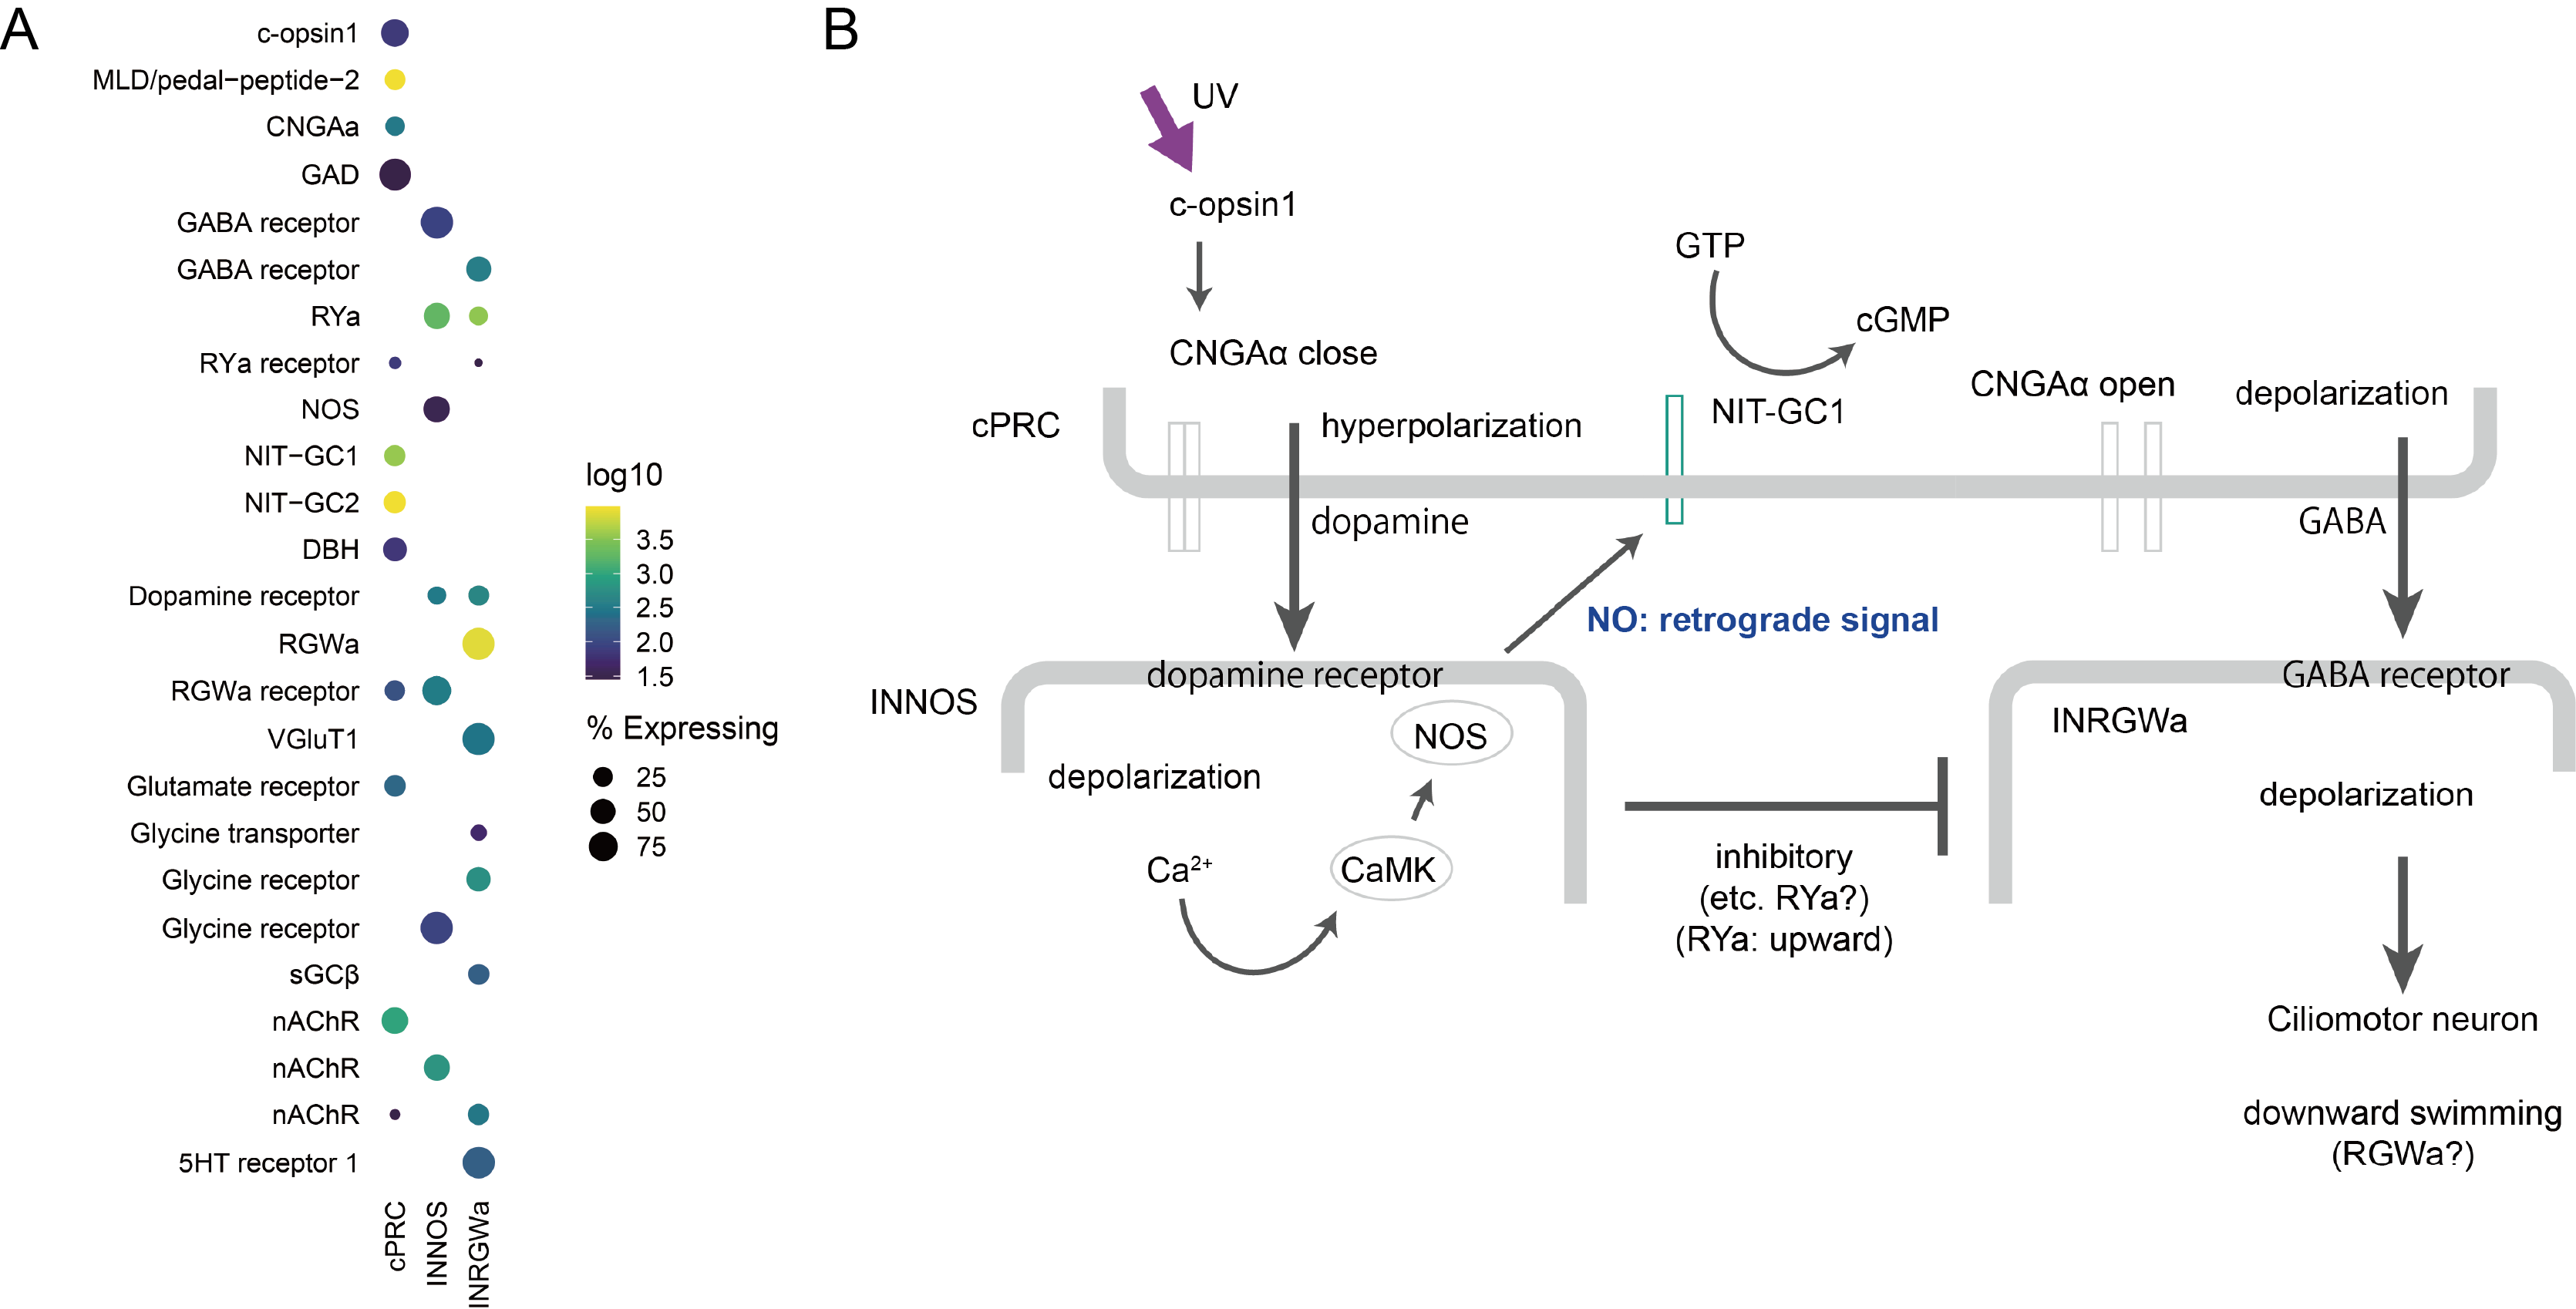 A
c-opsin1
MLD/pedal−peptide−2
CNGAa
GAD
GABA receptor
GABA receptor
RYa
RYa receptor
NOS
NIT−GC1
NIT−GC2
DBH
Dopamine receptor
RGWa
RGWa receptor
VGluT1
Glutamate receptor
Glycine transporter
Glycine receptor
Glycine receptor
sGCβ
nAChR
nAChR
nAChR
5HT receptor 1
cPRC
INNOS
INRGWa
log10
3.5
3.0
2.5
2.0
1.5
% Expressing
25
50
75
B
UV
c-opsin1
CNGAα close
cPRC
hyperpolarization
dopamine
GTP
cGMP
NIT-GC1
CNGAα open
depolarization
GABA
NO: retrograde signal
INNOS
dopamine receptor
NOS
depolarization
Ca²⁺
CaMK
inhibitory
(etc. RYa?)
(RYa: upward)
GABA receptor
INRGWa
depolarization
Ciliomotor neuron
downward swimming
(RGWa?)